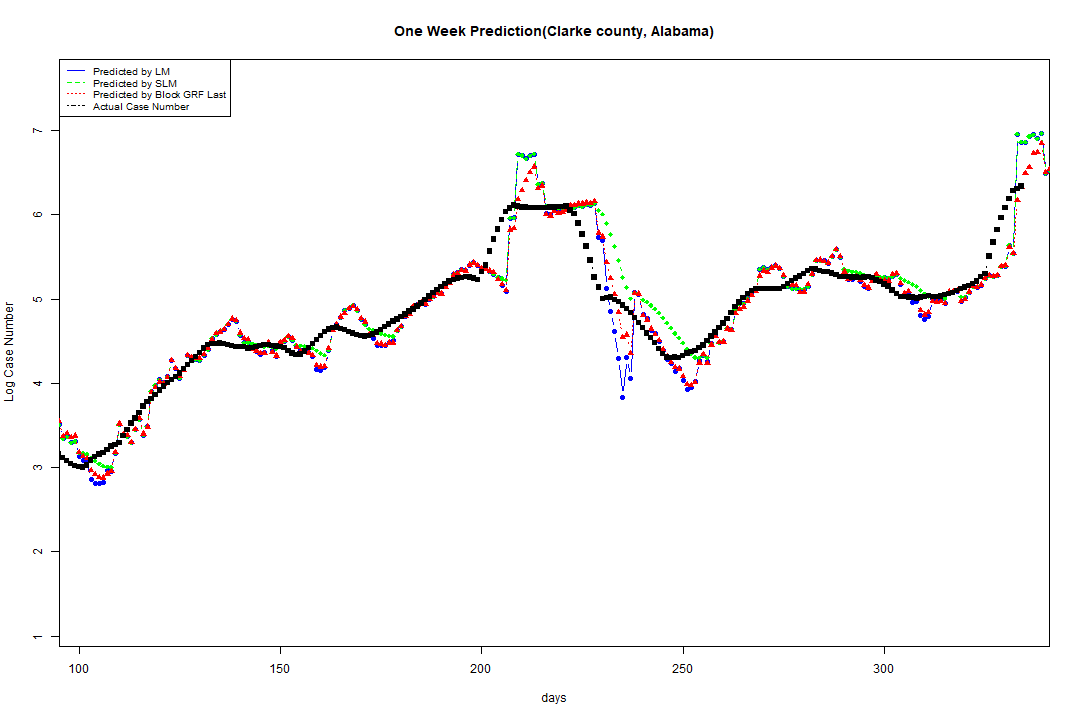 One Week Prediction(Clarke county, Alabama)
Predicted by LM
Predicted by SLM
Predicted by Block GRF Last
Actual Case Number
Log Case Number
7
6
5
4
3
2
1
100 150 200 250 300
days